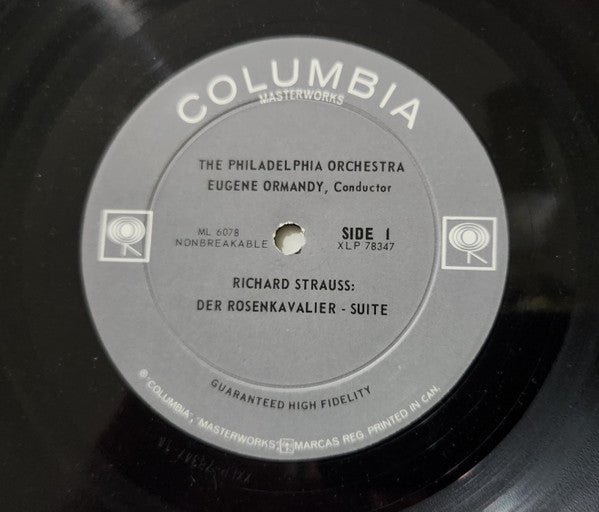 COLUMBIA
MASTERWORKS
THE PHILADELPHIA ORCHESTRA
EUGENE ORMANDY, Conductor
ML 6078
NONBREAKABLE
SIDE 1
XLP 78347
RICHARD STRAUSS:
DER ROSENKAVALIER - SUITE
GUARANTEED HIGH FIDELITY
® "COLUMBIA", "MASTERWORKS", MARCAS REG. PRINTED IN CAN.